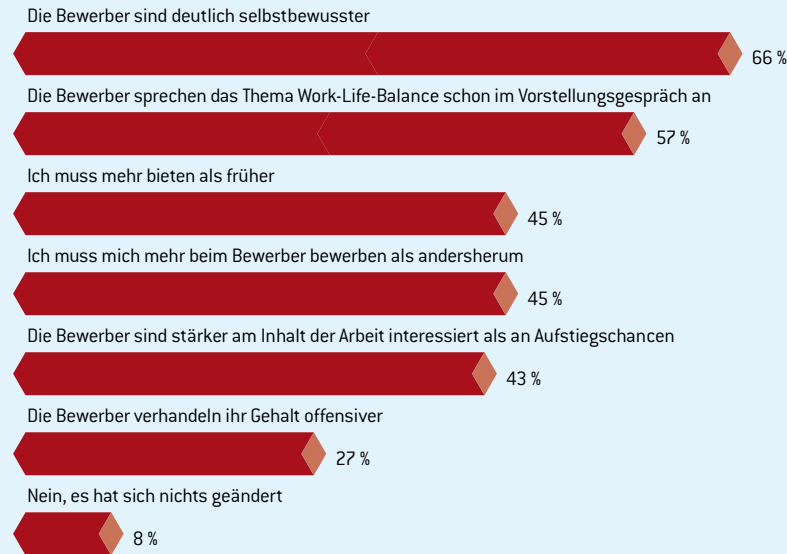 Die Bewerber sind deutlich selbstbewusster
66 %
Die Bewerber sprechen das Thema Work-Life-Balance schon im Vorstellungsgespräch an
57 %
Ich muss mehr bieten als früher
45 %
Ich muss mich mehr beim Bewerber bewerben als andersherum
45 %
Die Bewerber sind stärker am Inhalt der Arbeit interessiert als an Aufstiegschancen
43 %
Die Bewerber verhandeln ihr Gehalt offensiver
27 %
Nein, es hat sich nichts geändert
8 %